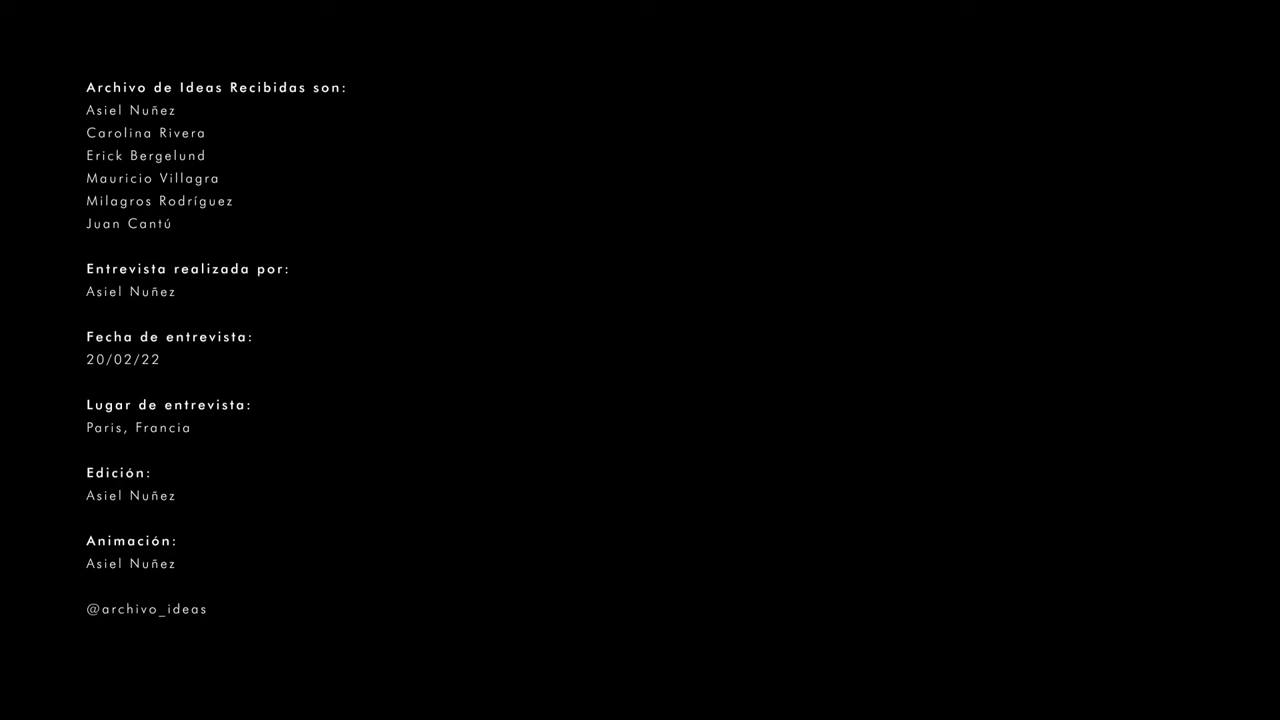 Archivo de Ideas Recibidas son:
Asiel Nuñez
Carolina Rivera
Erick Bergelund
Mauricio Villagra
Milagros Rodríguez
Juan Cantú
Entrevista realizada por:
Asiel Nuñez
Fecha de entrevista:
20/02/22
Lugar de entrevista:
Paris, Francia
Edición:
Asiel Nuñez
Animación:
Asiel Nuñez
@archivo_ideas